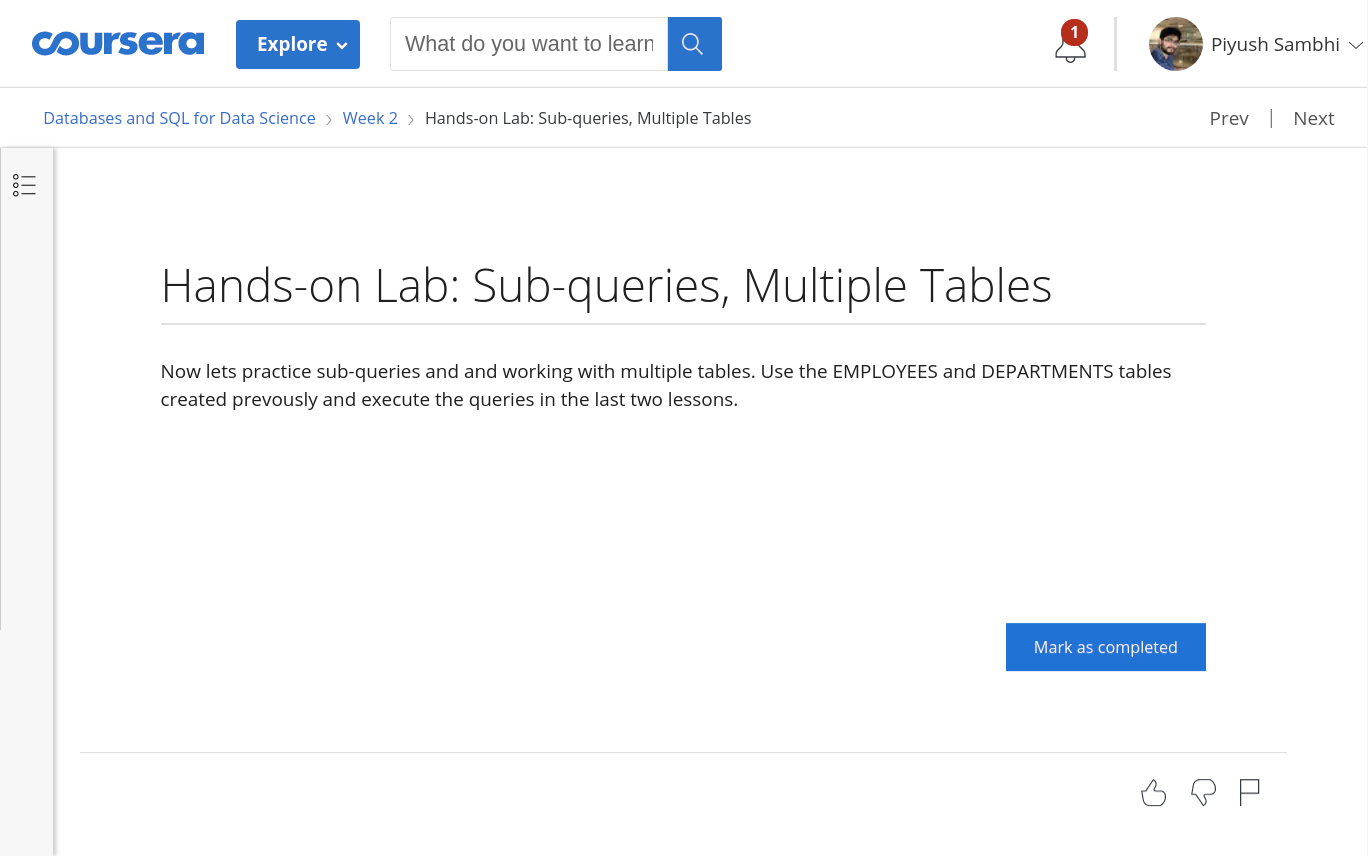 coursera
Explore
What do you want to learn
1
Piyush Sambhi
Databases and SQL for Data Science
Week 2
Hands-on Lab: Sub-queries, Multiple Tables
Prev
Next
Hands-on Lab: Sub-queries, Multiple Tables
Now lets practice sub-queries and and working with multiple tables. Use the EMPLOYEES and DEPARTMENTS tables
created prevously and execute the queries in the last two lessons.
Mark as completed